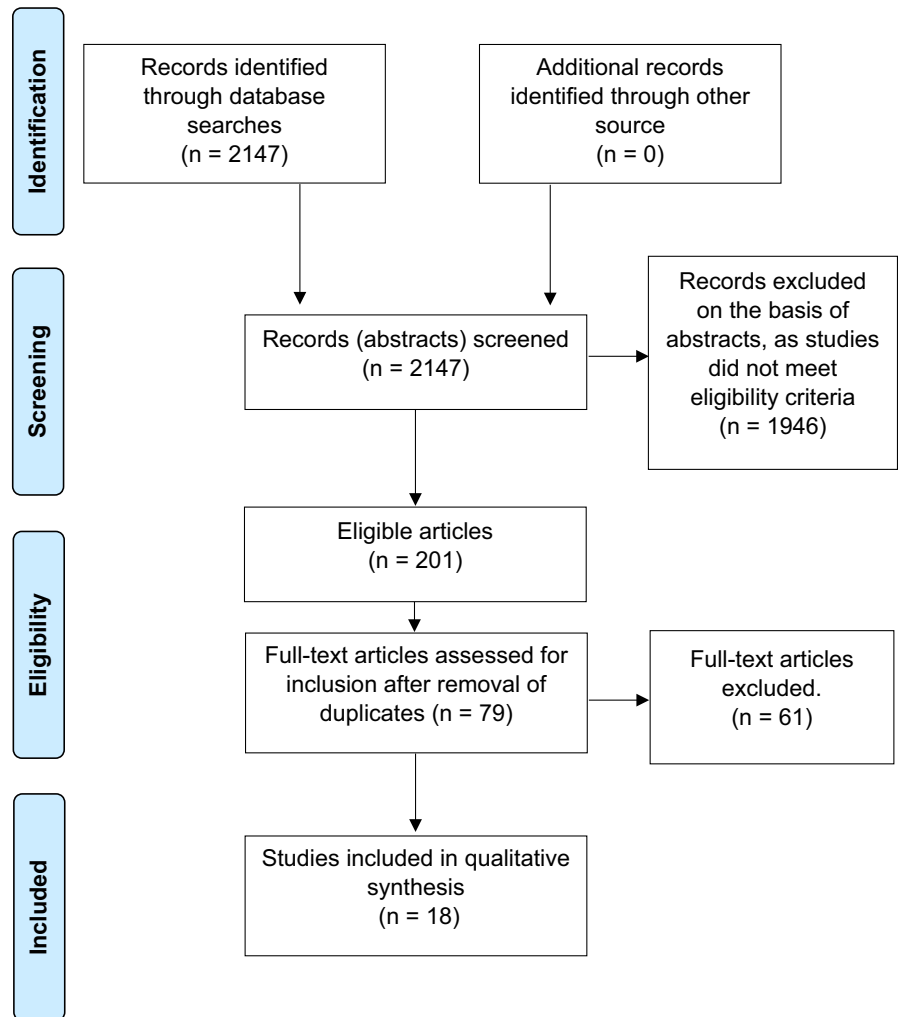 Identification
Records identified
through database
searches
(n = 2147)
Additional records
identified through other
source
(n = 0)
Screening
Records (abstracts) screened
(n = 2147)
Records excluded
on the basis of
abstracts, as studies
did not meet
eligibility criteria
(n = 1946)
Eligibility
Eligible articles
(n = 201)
Full-text articles assessed for
inclusion after removal of
duplicates (n = 79)
Full-text articles
excluded.
(n = 61)
Included
Studies included in qualitative
synthesis
(n = 18)